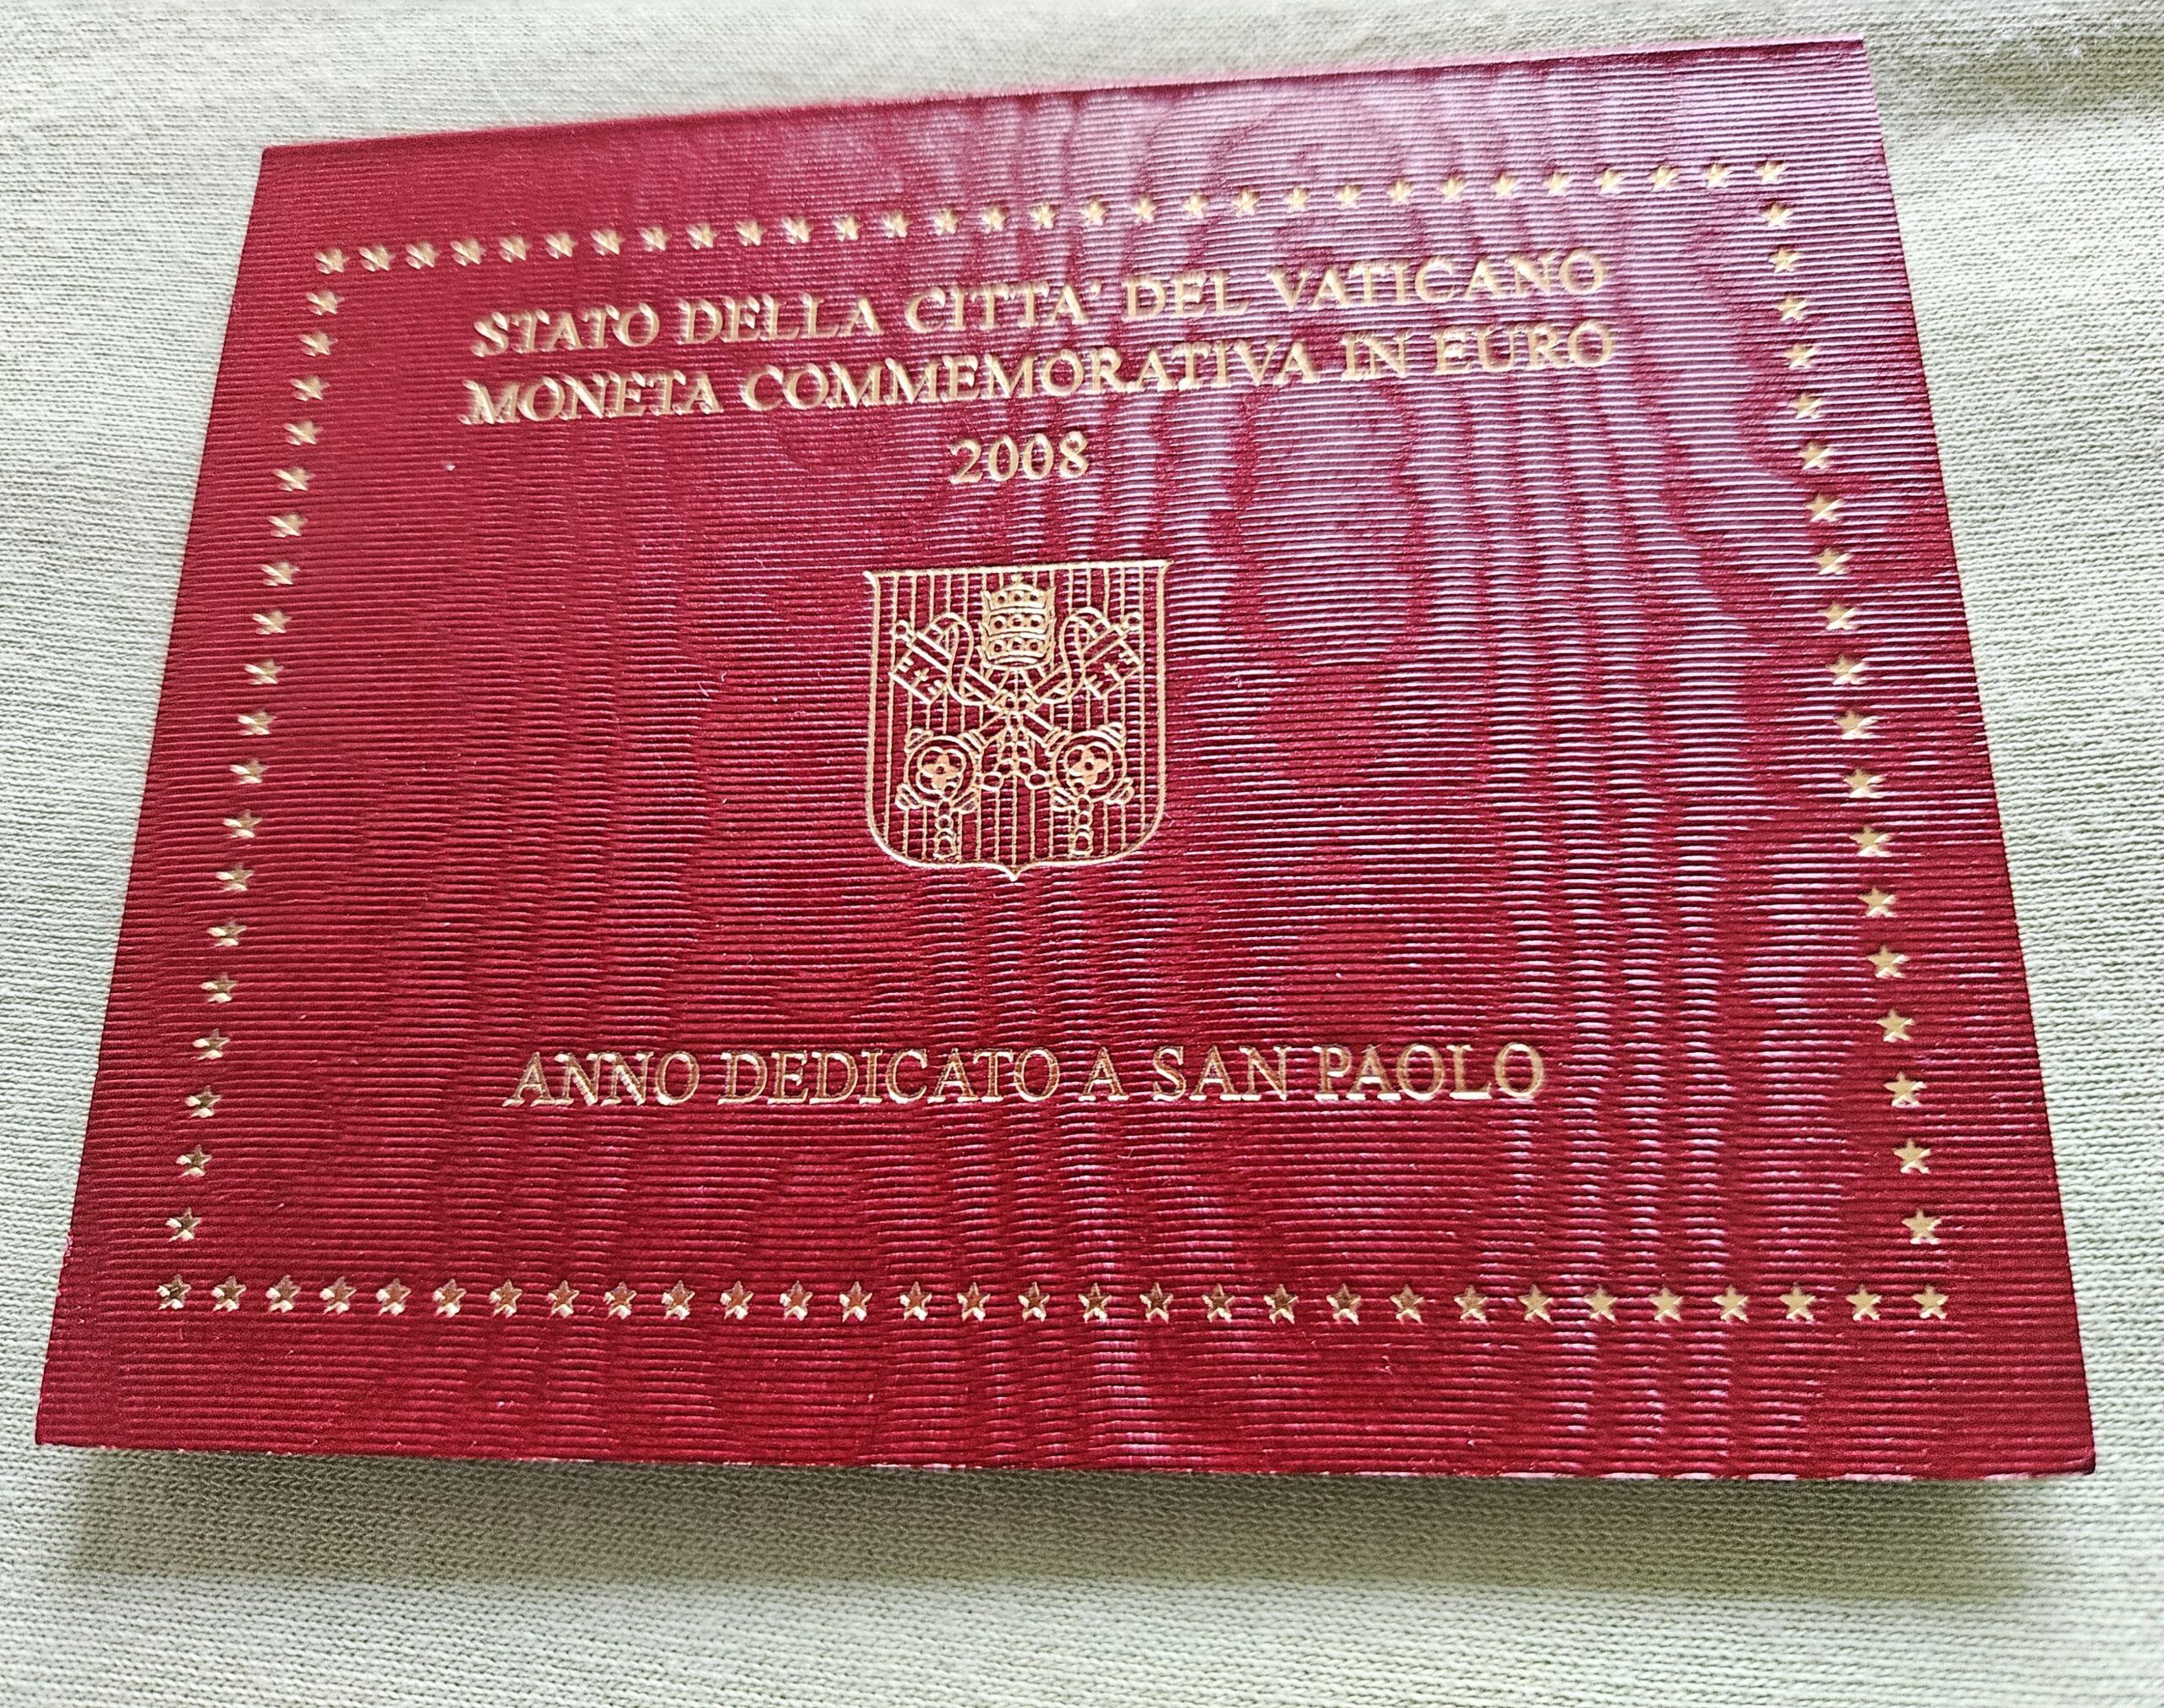 STATO DELLA CITTA' DEL VATICANO
MONETA COMMEMORATIVA IN EURO
2008
ANNO DEDICATO A SAN PAOLO